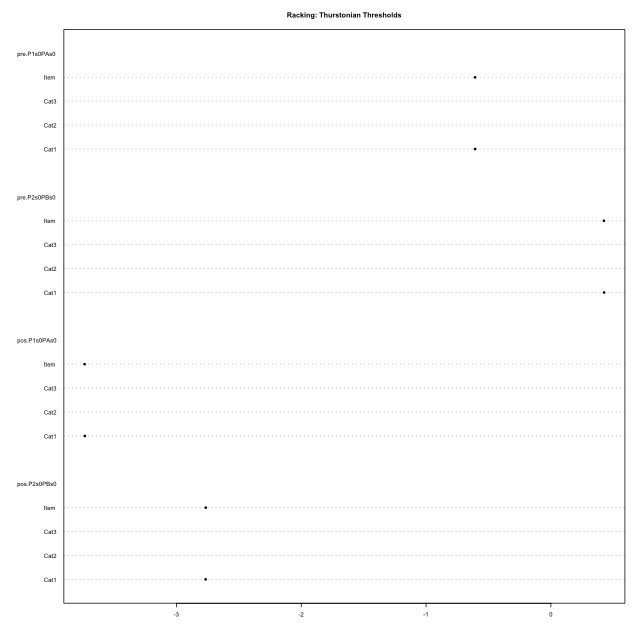 Racking: Thurstonian Thresholds
pre.P1s0PAs0
Item
Cat3
Cat2
Cat1
pre.P2s0PBs0
Item
Cat3
Cat2
Cat1
pos.P1s0PAs0
Item
Cat3
Cat2
Cat1
pos.P2s0PBs0
Item
Cat3
Cat2
Cat1
-3 -2 -1 0